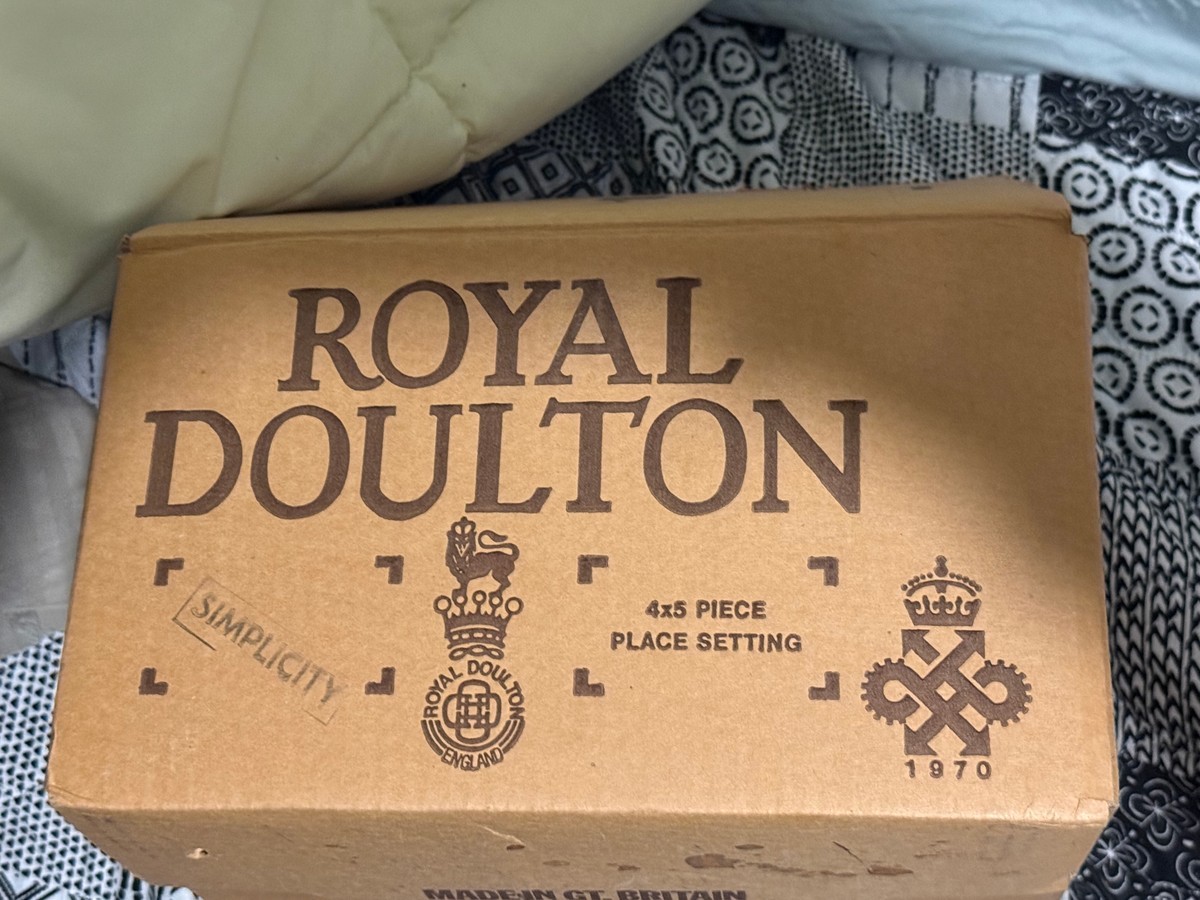 ROYAL
DOULTON
SIMPLICITY
ROYAL DOULTON
ENGLAND
4x5 PIECE
PLACE SETTING
1970
MADE IN GT. BRITAIN